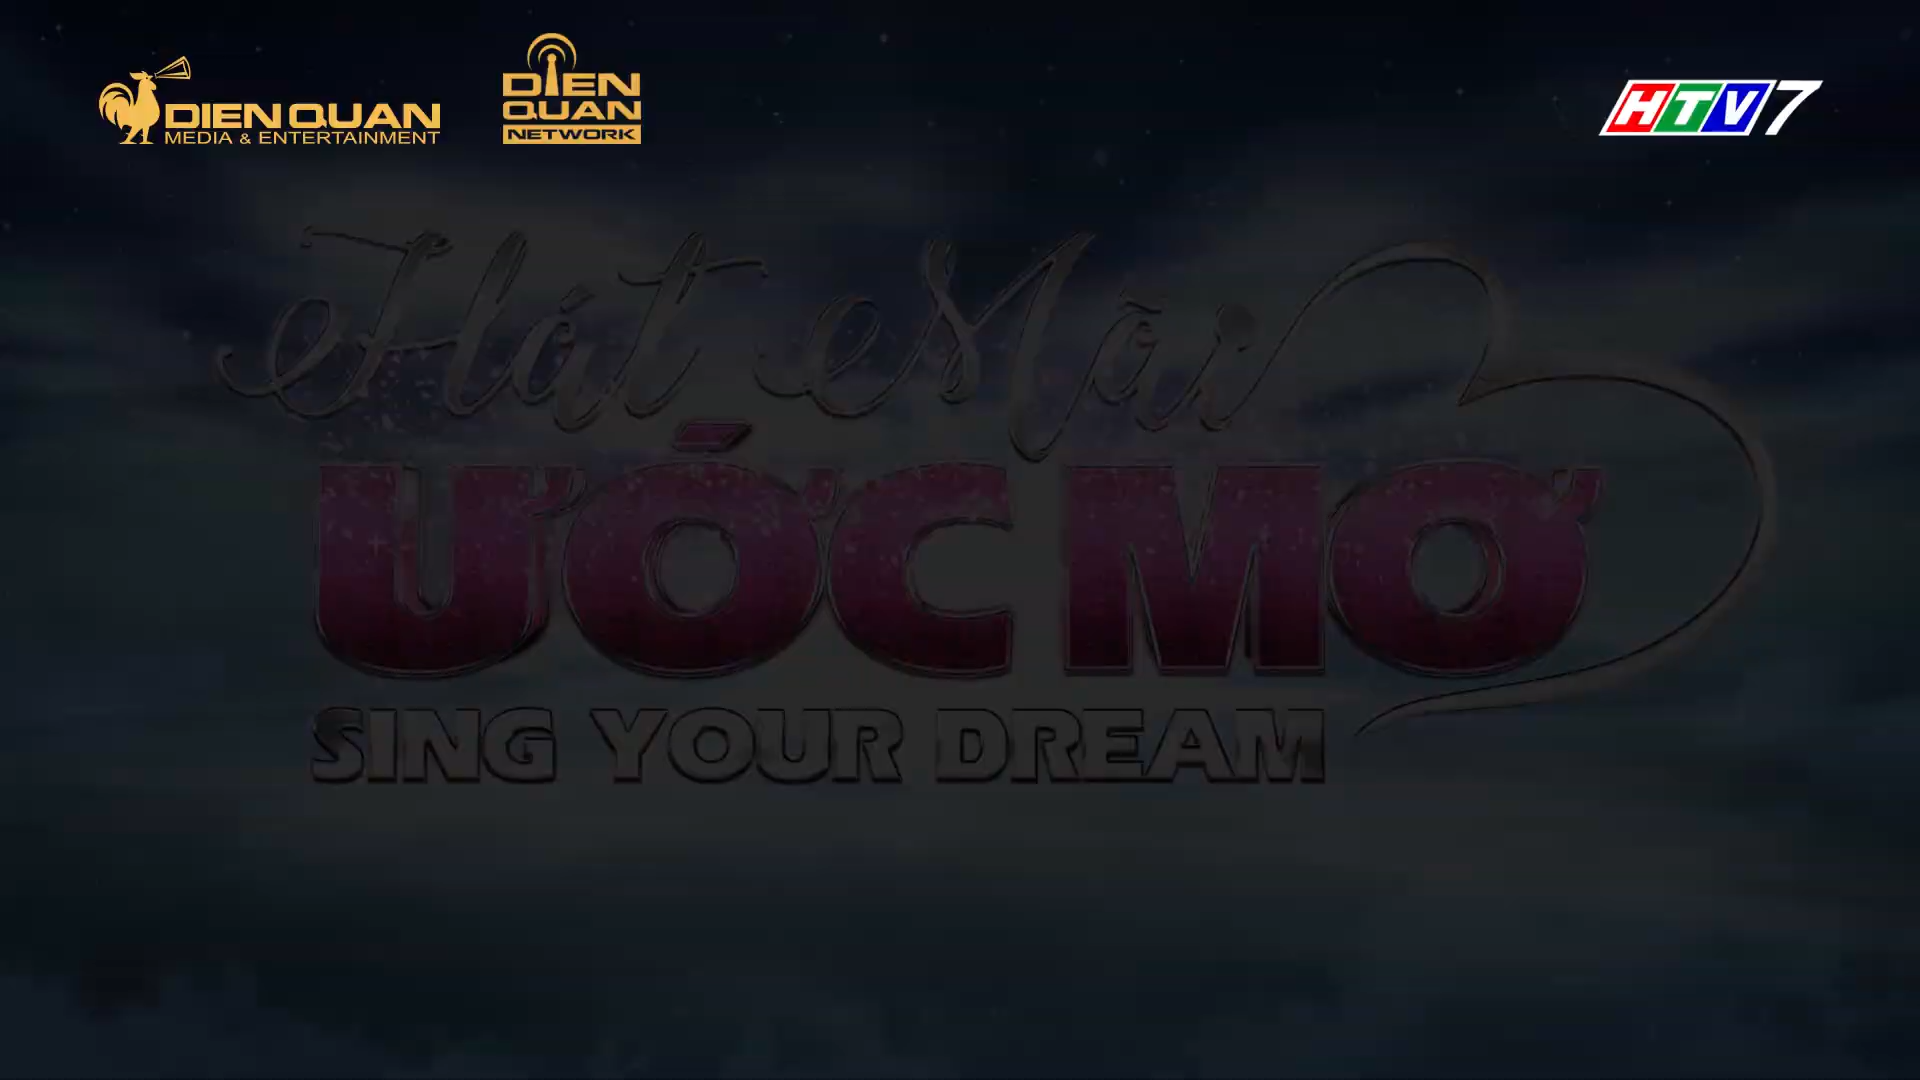 DIEN QUAN
MEDIA & ENTERTAINMENT
DIEN
QUAN
NETWORK
HTV7
Hát Mãi
ƯỚC MƠ
SING YOUR DREAM